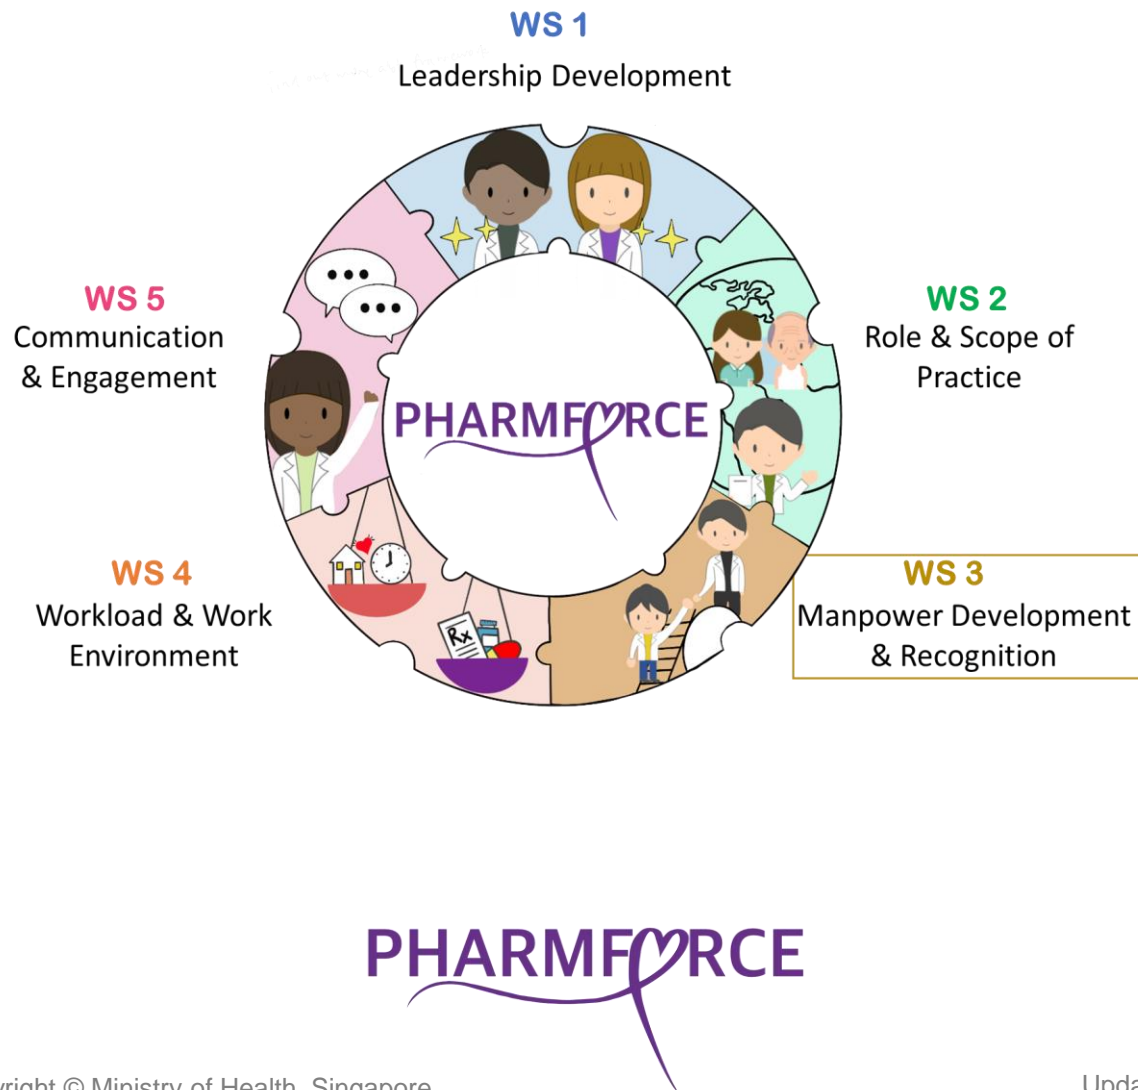 WS 1
Leadership Development
WS 5
Communication
& Engagement
WS 2
Role & Scope of
Practice
PHARMFORCE
Rx
WS 4
Workload & Work
Environment
WS 3
Manpower Development
& Recognition
PHARMFORCE
© Ministry of Health, Singapore